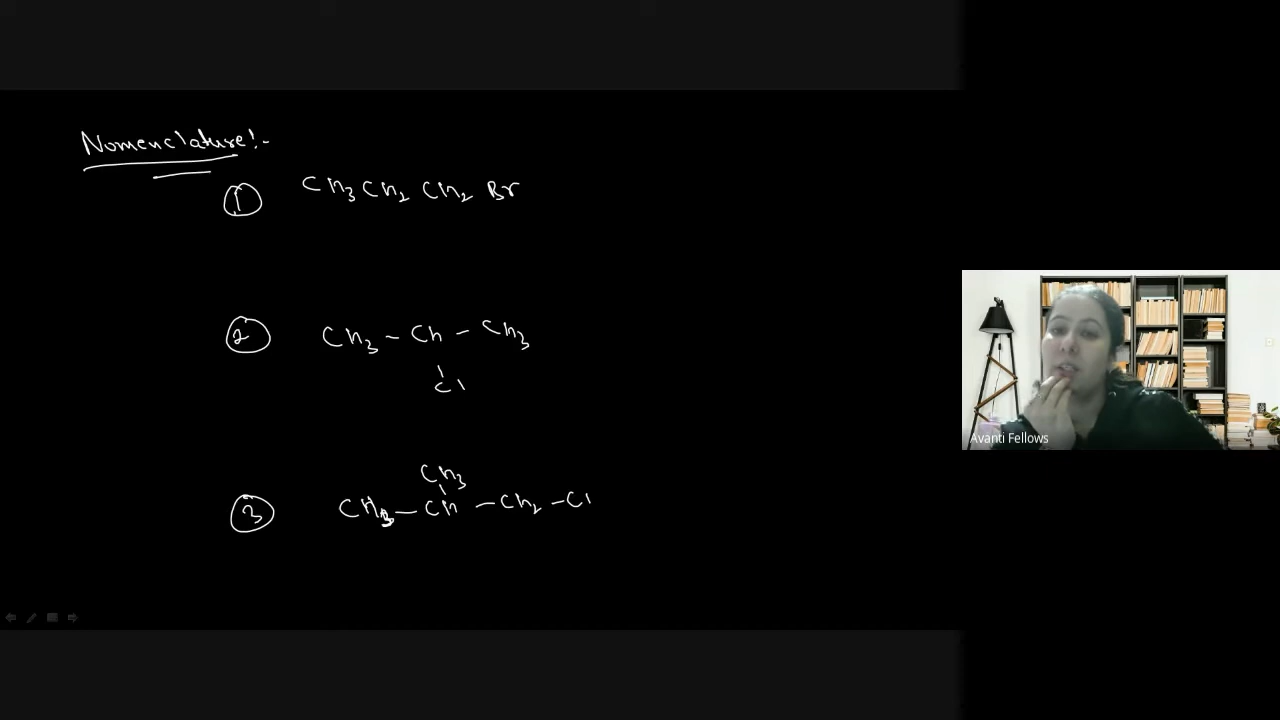 Nomenclature!-
① CH3 CH2 CH2 Br
② CH3 - CH - CH3
Cl
CH3
③ CH3 - CH - CH2 - Cl
Avanti Fellows